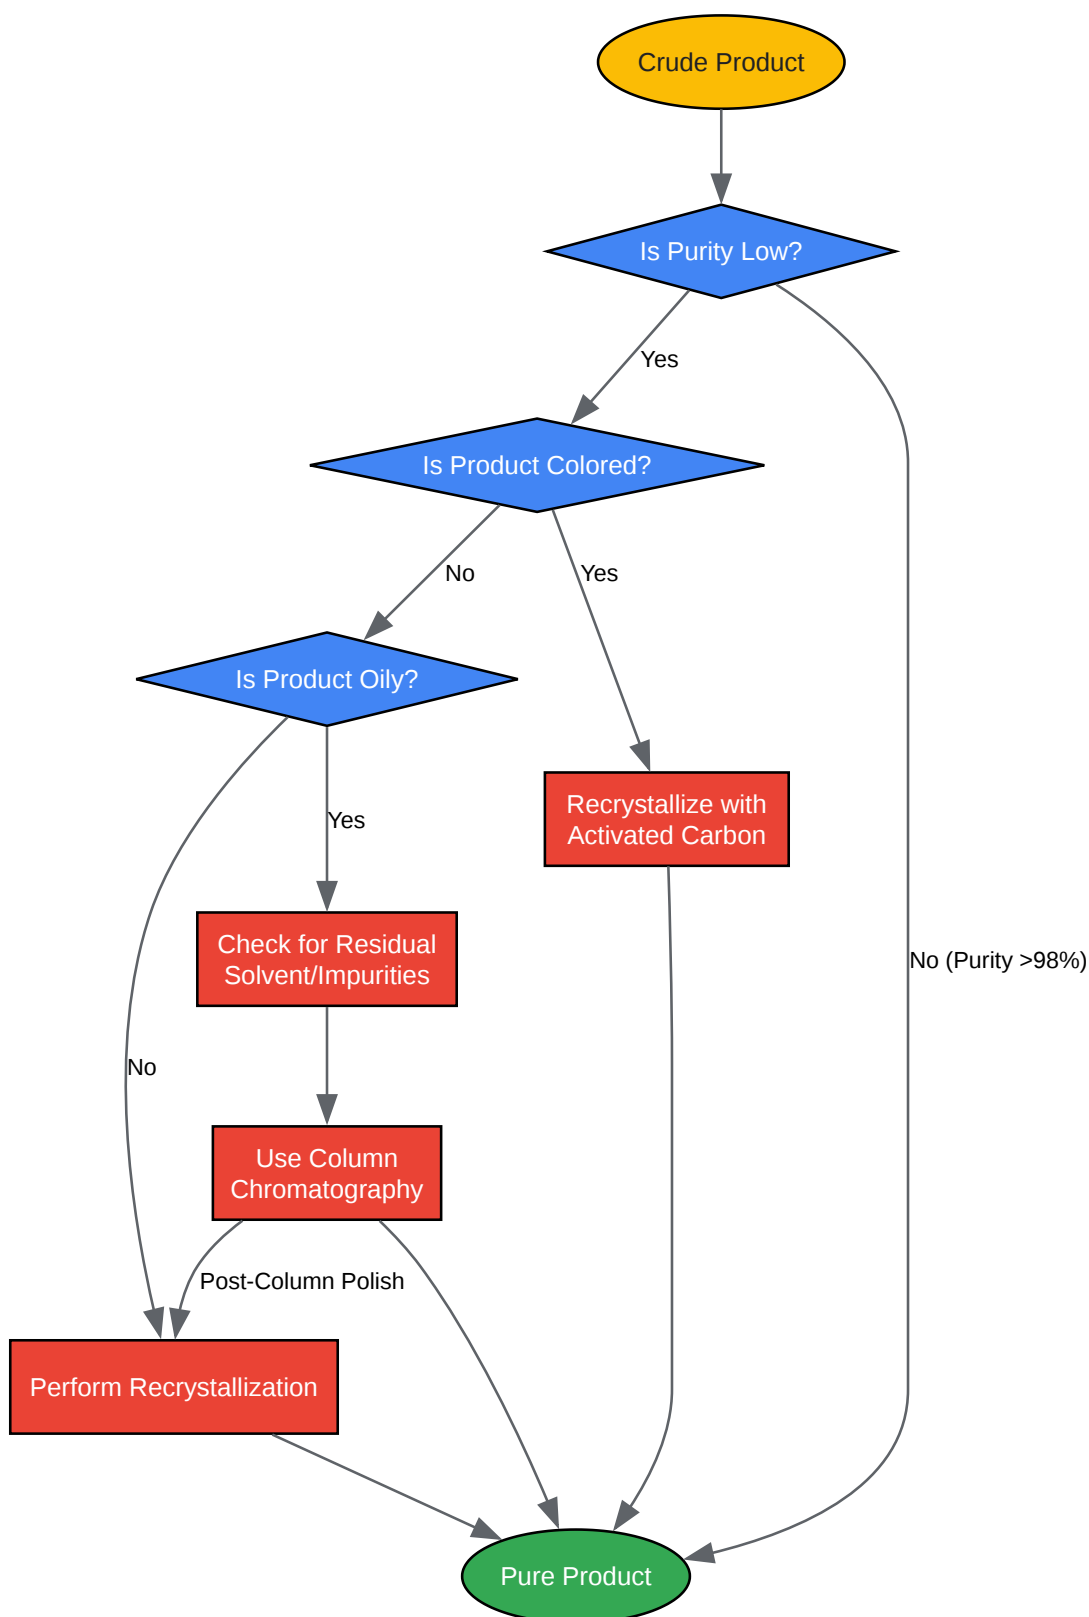 Crude Product
Is Purity Low?
Yes
Is Product Colored?
No
Yes
Is Product Oily?
Recrystallize with
Activated Carbon
Yes
Check for Residual
Solvent/Impurities
No (Purity >98%)
No
Use Column
Chromatography
Post-Column Polish
Perform Recrystallization
Pure Product